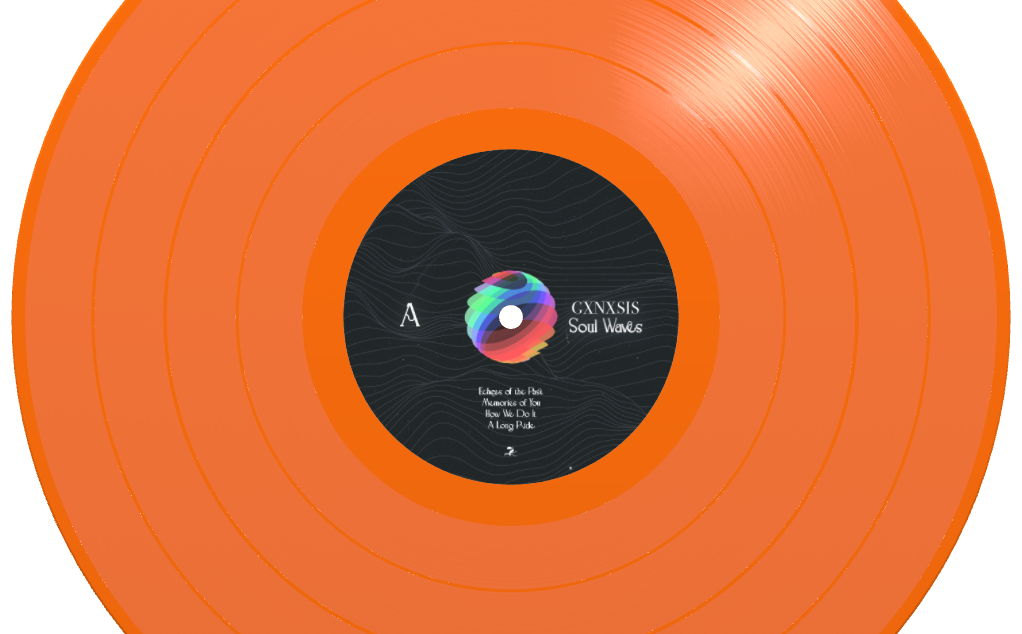 A
GXNXSIS
Soul Waves
Echoes of the Past
Memories of You
How We Do It
A Long Ride